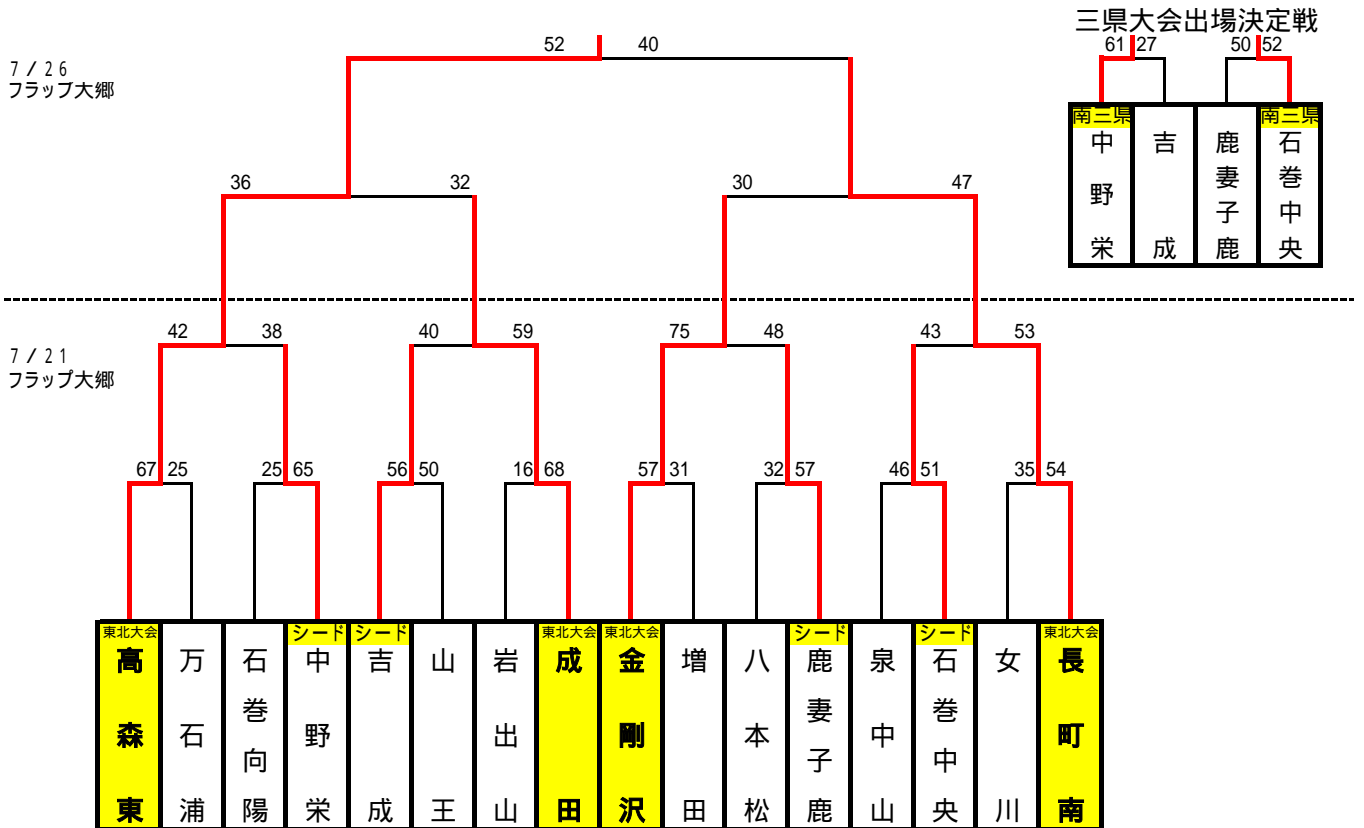 三県大会出場決定戦
52 40
61 27 50 52
7/26
フラップ大郷
南三県 南三県
中野栄
吉成
鹿妻子鹿
石巻中央
36 32 30 47
42 38 40 59 75 48 43 53
7/21
フラップ大郷
67 25 25 65 56 50 16 68 57 31 32 57 46 51 35 54
東北大会 シード シード 東北大会 東北大会 シード シード 東北大会
高森東
万石浦
石巻向陽
中野栄
吉成
山王
岩出山
成田
金剛沢
増田
八本松
鹿妻子鹿
泉中山
石巻中央
女川
長町南